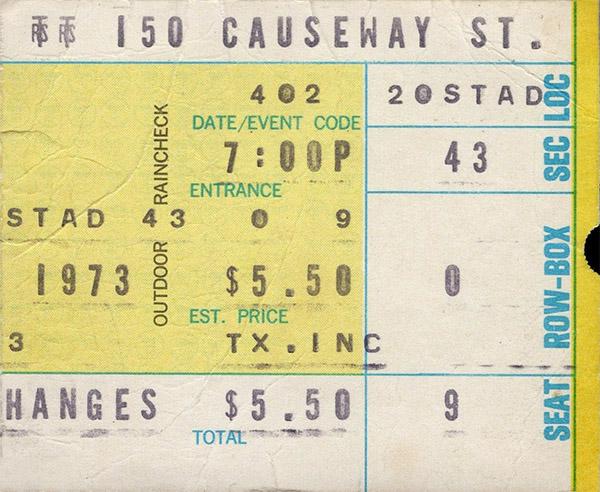 150 CAUSEWAY ST.
402 20STAD
DATE/EVENT CODE
7:00P 43
ENTRANCE
STAD 43 0 9
1973 $5.50 0
EST. PRICE
3 TX.INC
HANGES $5.50 9
TOTAL
OUTDOOR RAINCHECK
SEAT ROW-BOX SEC LOC